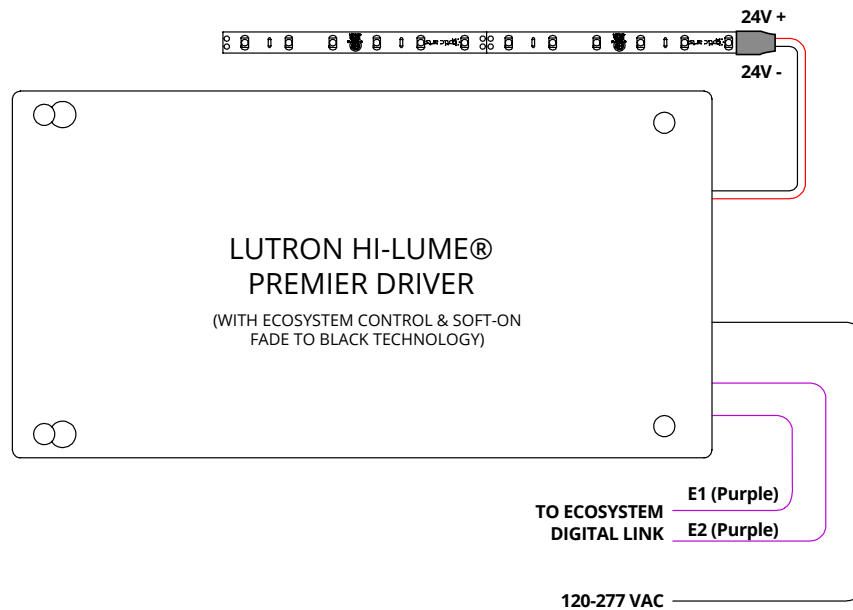 24V +
24V -
LUTRON HI-LUME®
PREMIER DRIVER
(WITH ECOSYSTEM CONTROL & SOFT-ON
FADE TO BLACK TECHNOLOGY)
E1 (Purple)
TO ECOSYSTEM
DIGITAL LINK
E2 (Purple)
120-277 VAC